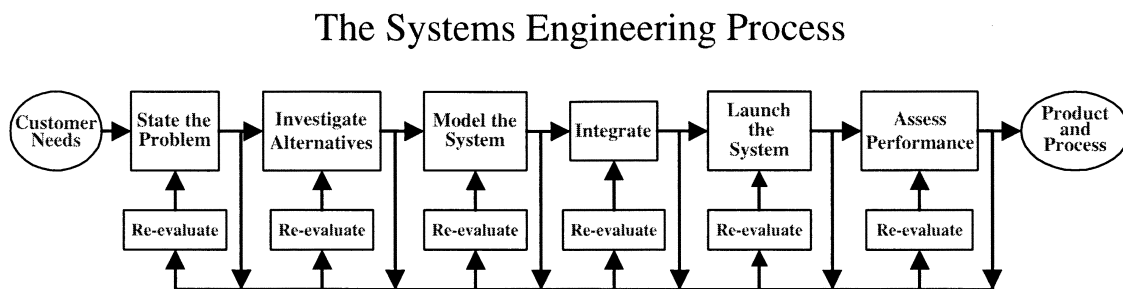 The Systems Engineering Process
Customer
Needs
State the
Problem
Investigate
Alternatives
Model the
System
Integrate
Launch
the
System
Assess
Performance
Product
and
Process
Re-evaluate
Re-evaluate
Re-evaluate
Re-evaluate
Re-evaluate
Re-evaluate